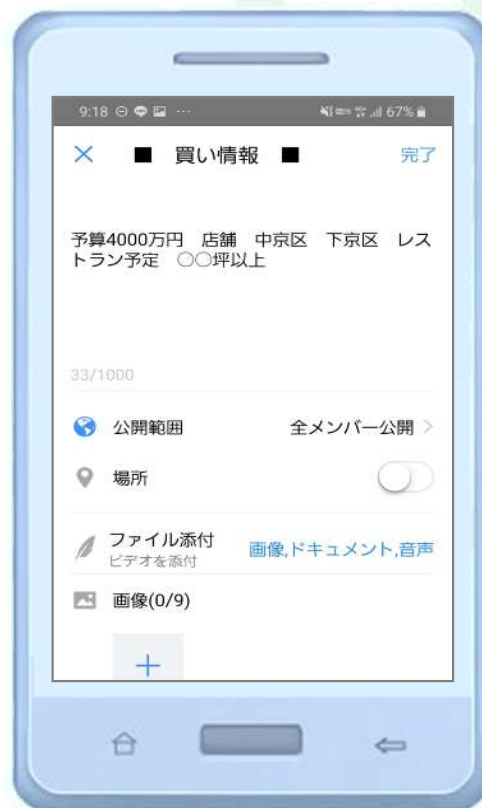 9:18 ... 67%
■ 買い情報 ■ 完了
予算4000万円 店舗 中京区 下京区 レス
トラン予定 〇〇坪以上
33/1000
公開範囲 全メンバー公開
場所
ファイル添付 画像,ドキュメント,音声
ビデオを添付
画像(0/9)